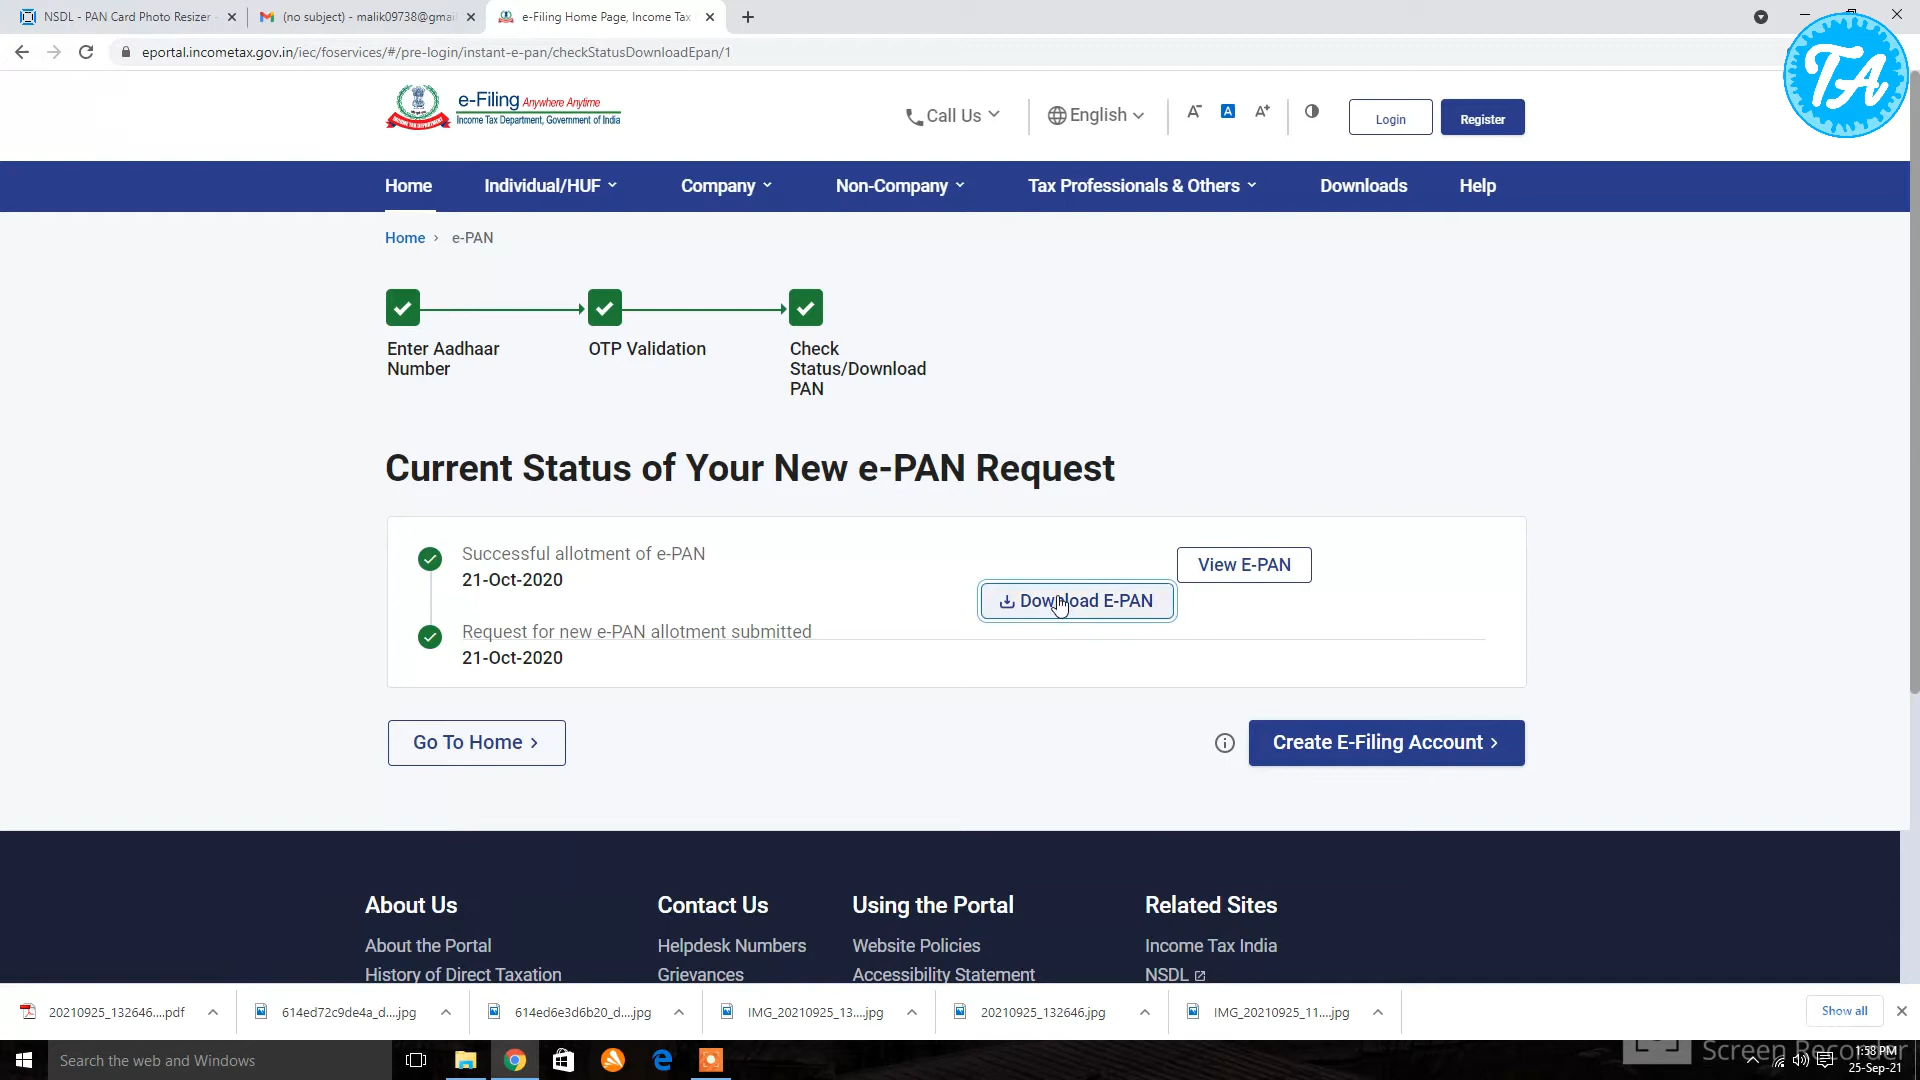 NSDL - PAN Card Photo Resizer
(no subject) - malik09738@gmai
e-Filing Home Page, Income Tax
eportal.incometax.gov.in/iec/foservices/#/pre-login/instant-e-pan/checkStatusDownloadEpan/1
TA
e-Filing Anywhere Anytime
Income Tax Department, Government of India
Call Us
English
A-
A
A+
Login
Register
Home
Individual/HUF
Company
Non-Company
Tax Professionals & Others
Downloads
Help
Home › e-PAN
Enter Aadhaar
Number
OTP Validation
Check
Status/Download
PAN
Current Status of Your New e-PAN Request
Successful allotment of e-PAN
21-Oct-2020
View E-PAN
Download E-PAN
Request for new e-PAN allotment submitted
21-Oct-2020
Go To Home ›
Create E-Filing Account ›
About Us
Contact Us
Using the Portal
Related Sites
About the Portal
Helpdesk Numbers
Website Policies
Income Tax India
History of Direct Taxation
Grievances
Accessibility Statement
NSDL
20210925_132646....pdf
614ed72c9de4a_d....jpg
614ed6e3d6b20_d....jpg
IMG_20210925_13....jpg
20210925_132646.jpg
IMG_20210925_11....jpg
Show all
Search the web and Windows
Screen Recorder
1:58 PM
25-Sep-21